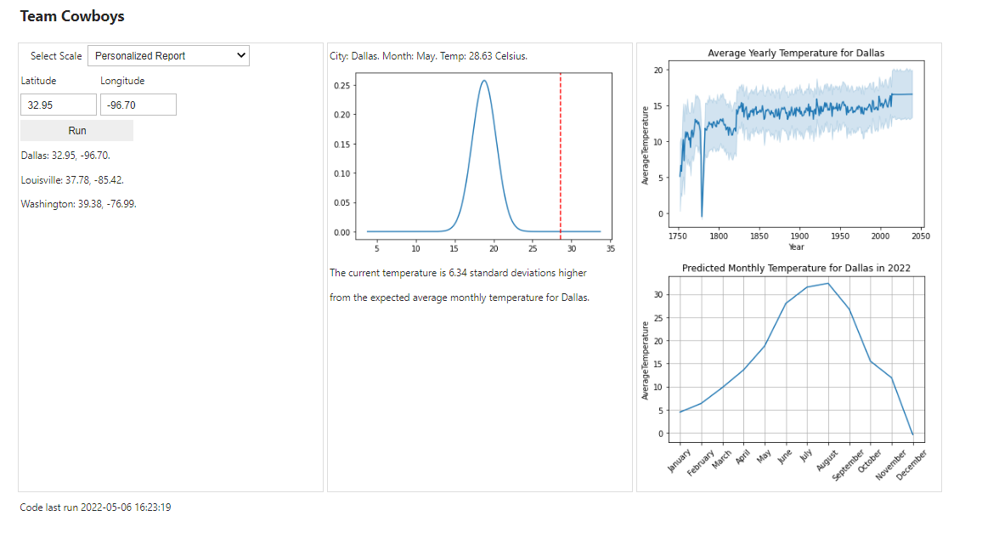 Team Cowboys
Select Scale
Personalized Report
Latitude
Longitude
32.95
-96.70
Run
Dallas: 32.95, -96.70.
Louisville: 37.78, -85.42.
Washington: 39.38, -76.99.
City: Dallas. Month: May. Temp: 28.63 Celsius.
0.25
0.20
0.15
0.10
0.05
0.00
5 10 15 20 25 30 35
The current temperature is 6.34 standard deviations higher
from the expected average monthly temperature for Dallas.
Average Yearly Temperature for Dallas
AverageTemperature
20
15
10
5
0
1750 1800 1850 1900 1950 2000 2050
Year
Predicted Monthly Temperature for Dallas in 2022
AverageTemperature
30
25
20
15
10
5
0
January February March April May June July August September October November December
Code last run 2022-05-06 16:23:19